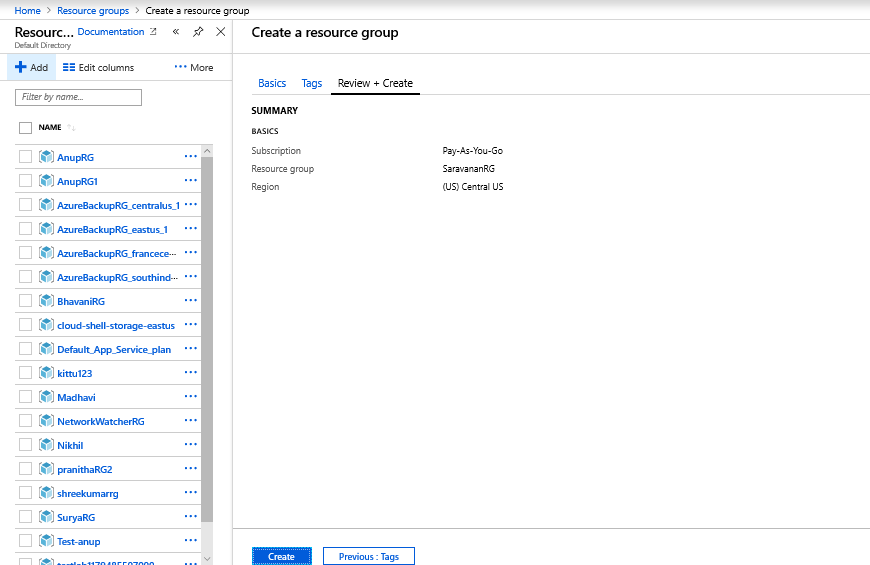 Home > Resource groups > Create a resource group
Resourc... Documentation
Default Directory
Create a resource group
Add Edit columns ··· More
Filter by name...
NAME
AnupRG
AnupRG1
AzureBackupRG_centralus_1
AzureBackupRG_eastus_1
AzureBackupRG_francece···
AzureBackupRG_southind···
BhavaniRG
cloud-shell-storage-eastus
Default_App_Service_plan
kittu123
Madhavi
NetworkWatcherRG
Nikhil
pranithaRG2
shreekumarrg
SuryaRG
Test-anup
Basics Tags Review + Create
SUMMARY
BASICS
Subscription Pay-As-You-Go
Resource group SaravananRG
Region (US) Central US
Create Previous : Tags